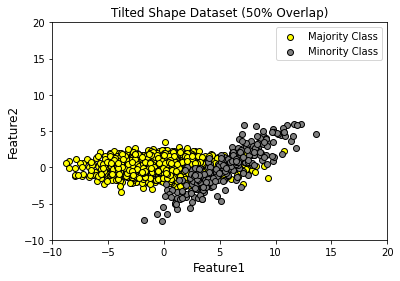 Tilted Shape Dataset (50% Overlap)
Majority Class
Minority Class
Feature2
20
15
10
5
0
−5
−10
−10
−5
0
5
10
15
20
Feature1